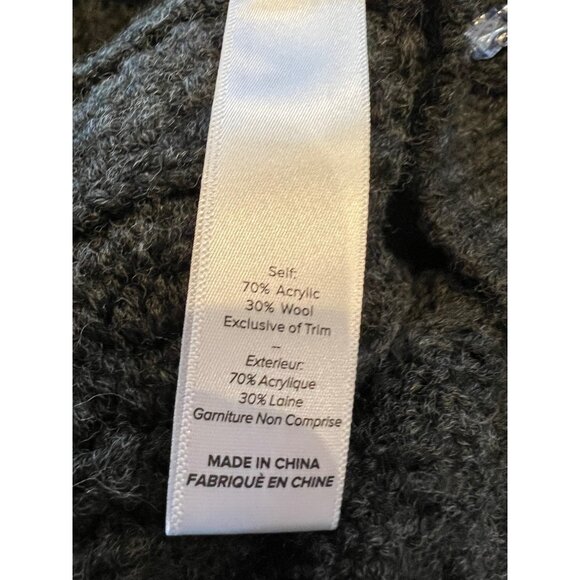 Self:
70% Acrylic
30% Wool
Exclusive of Trim
--
Exterieur:
70% Acrylique
30% Laine
Garniture Non Comprise
MADE IN CHINA
FABRIQUÈ EN CHINE